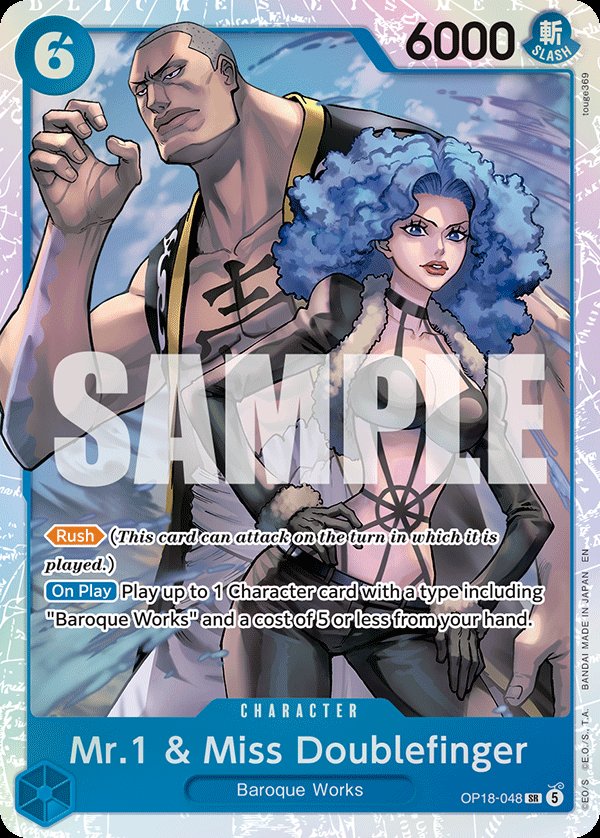 6
6000
斬
SLASH
touge369
SAMPLE
Rush (This card can attack on the turn in which it is
played.)
On Play Play up to 1 Character card with a type including
"Baroque Works" and a cost of 5 or less from your hand.
CHARACTER
Mr.1 & Miss Doublefinger
Baroque Works
OP18-048 SR 5
©E.O/S ©E.O./S., T.A. BANDAI MADE IN JAPAN EN